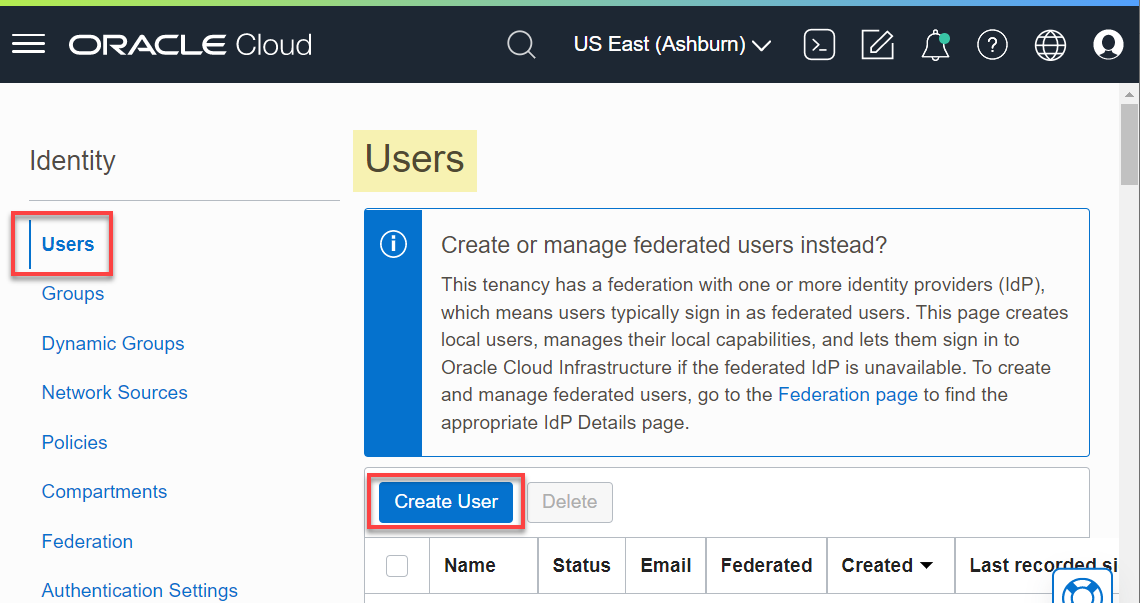 ORACLE Cloud
US East (Ashburn)
Identity
Users
Groups
Dynamic Groups
Network Sources
Policies
Compartments
Federation
Authentication Settings
Users
Create or manage federated users instead?
This tenancy has a federation with one or more identity providers (IdP),
which means users typically sign in as federated users. This page creates
local users, manages their local capabilities, and lets them sign in to
Oracle Cloud Infrastructure if the federated IdP is unavailable. To create
and manage federated users, go to the Federation page to find the
appropriate IdP Details page.
Create User Delete
Name Status Email Federated Created Last recorded si